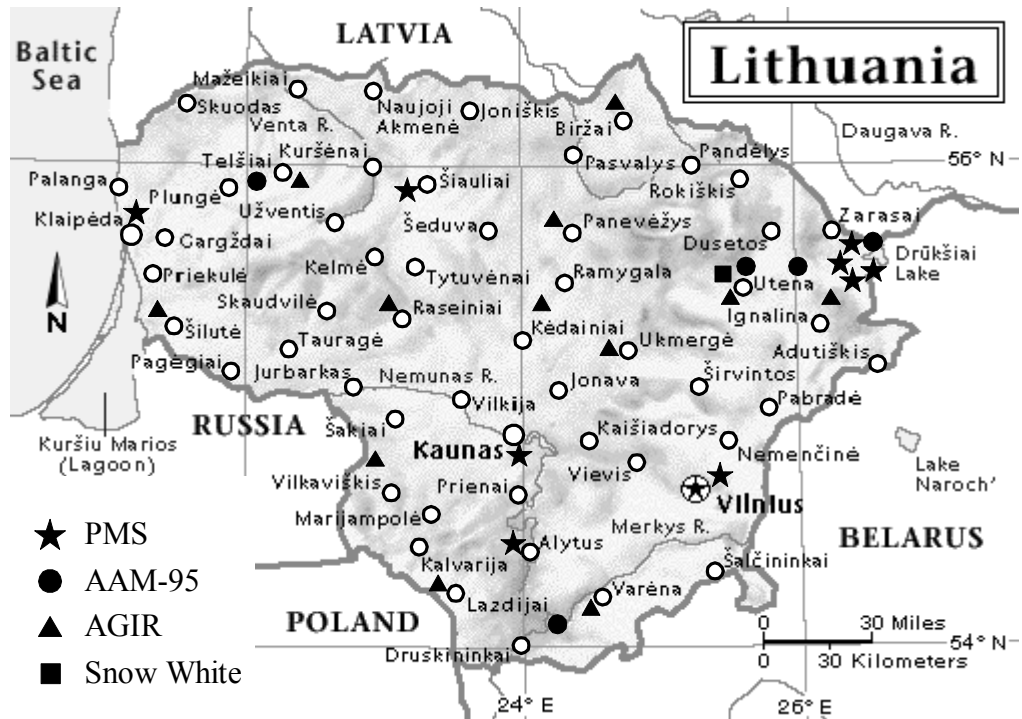 Baltic
Sea
LATVIA
Lithuania
Mažeikiai
Skuodas
Venta R.
Naujoji
Akmenė
Joniškis
Biržai
Daugava R.
Telšiai
Kuršėnai
Pasvalys
Pandėlys
56° N
Palanga
Plungė
Šiauliai
Rokiškis
Klaipėda
Užventis
Šeduva
Panevėžys
Zarasai
Gargždai
Dusetos
Drūkšiai
Lake
Priekulė
Kelmė
Tytuvėnai
Ramygala
Utena
Skaudvilė
Raseiniai
Ignalina
N
Šilutė
Tauragė
Kėdainiai
Ukmergė
Adutiškis
Pagėgiai
Jurbarkas
Nemunas R.
Jonava
Širvintos
Vilkija
Pabradė
RUSSIA
Šakiai
Kuršiu Marios
(Lagoon)
Kaunas
Kaišiadorys
Nemenčinė
Vievis
Lake
Naroch'
Vilkaviškis
Prienai
Vilnius
Marijampolė
Merkys R.
BELARUS
PMS
Kalvarija
Alytus
Šalčininkai
AAM-95
Lazdijai
Varėna
AGIR
POLAND
0 30 Miles
Snow White
Druskininkai
0 30 Kilometers
54° N
24° E
26° E